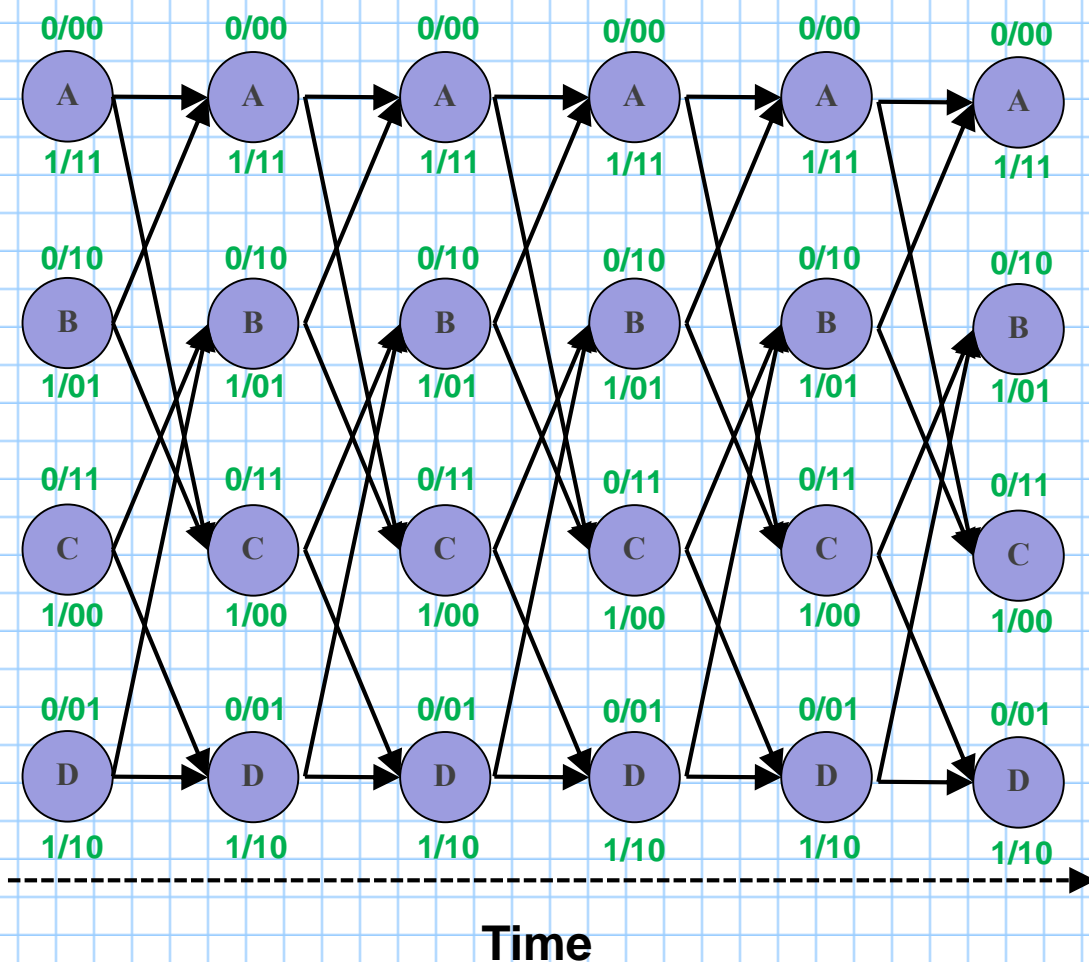 0/00 0/00 0/00 0/00 0/00 0/00
A A A A A A
1/11 1/11 1/11 1/11 1/11 1/11
0/10 0/10 0/10 0/10 0/10 0/10
B B B B B B
1/01 1/01 1/01 1/01 1/01 1/01
0/11 0/11 0/11 0/11 0/11 0/11
C C C C C C
1/00 1/00 1/00 1/00 1/00 1/00
0/01 0/01 0/01 0/01 0/01 0/01
D D D D D D
1/10 1/10 1/10 1/10 1/10 1/10
Time